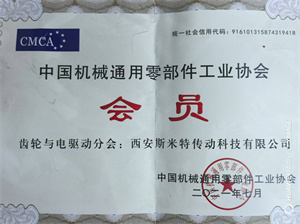 CMCA
统一社会信用代码：91610131587431941R
中国机械通用零部件工业协会
会员
齿轮与电驱动分会：西安斯米特传动科技有限公司
中国机械通用零部件工业协会
二〇二一年七月